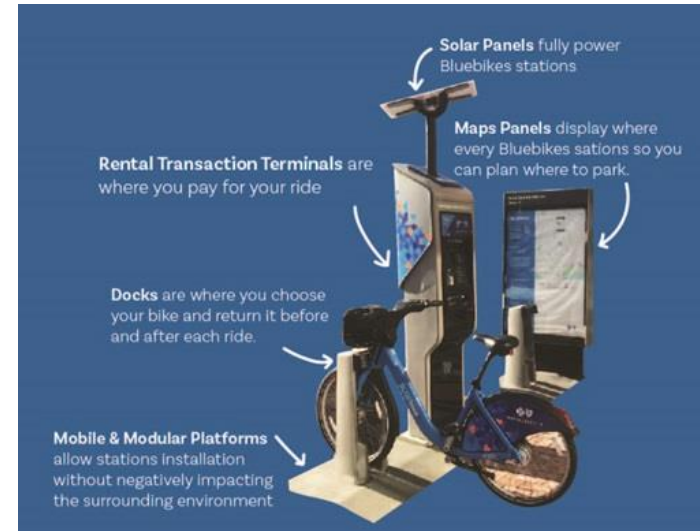 Solar Panels fully power
Bluebikes stations
Maps Panels display where
every Bluebikes sations so you
can plan where to park.
Rental Transaction Terminals are
where you pay for your ride
Docks are where you choose
your bike and return it before
and after each ride.
Mobile & Modular Platforms
allow stations installation
without negatively impacting
the surrounding environment